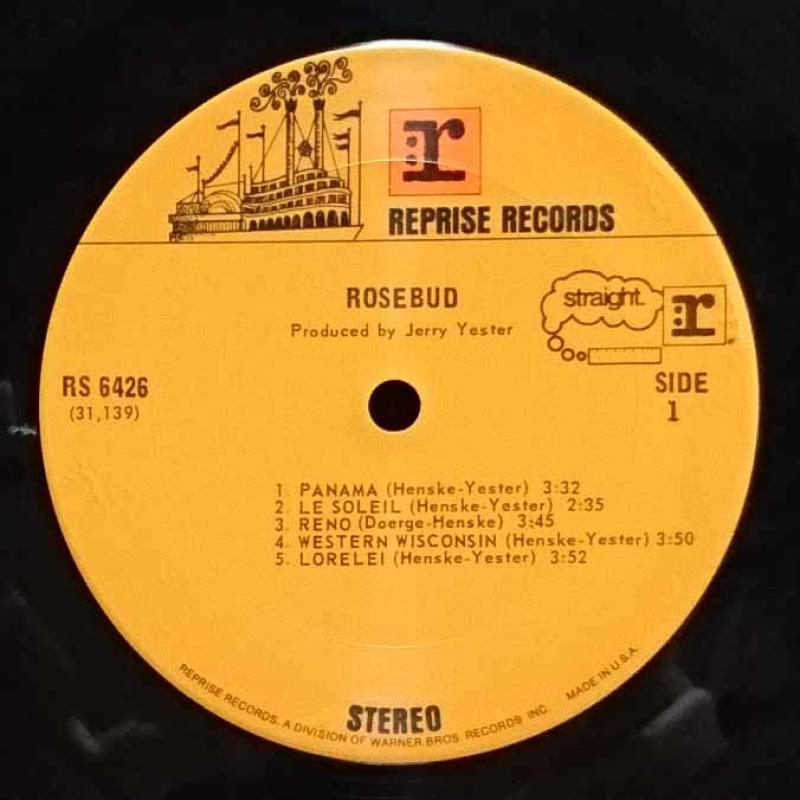 :r
REPRISE RECORDS
ROSEBUD
Produced by Jerry Yester
straight.
:r
RS 6426
(31,139)
SIDE
1
1. PANAMA (Henske-Yester) 3:32
2. LE SOLEIL (Henske-Yester) 2:35
3. RENO (Doerge-Henske) 3:45
4. WESTERN WISCONSIN (Henske-Yester) 3:50
5. LORELEI (Henske-Yester) 3:52
STEREO
REPRISE RECORDS, A DIVISION OF WARNER BROS. RECORDS INC. MADE IN U.S.A.